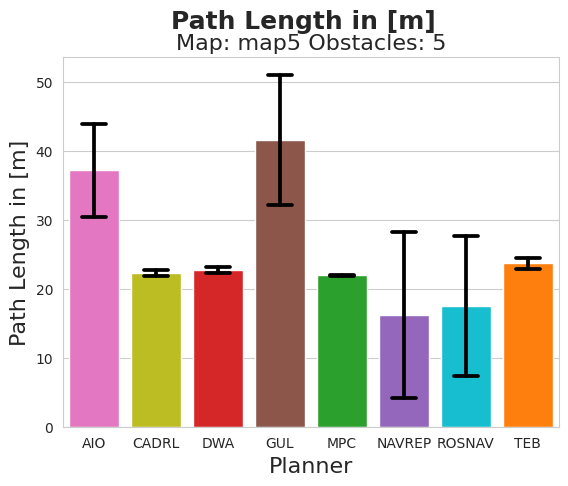 Path Length in [m]
Map: map5 Obstacles: 5
Path Length in [m]
50
40
30
20
10
0
AIO CADRL DWA GUL MPC NAVREP ROSNAV TEB
Planner